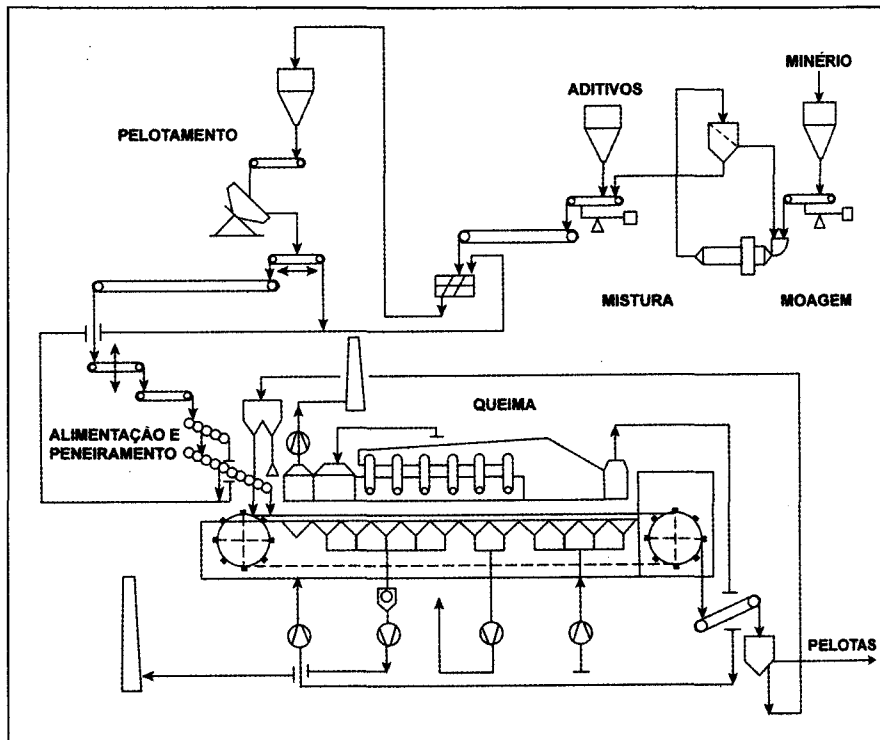 MINÉRIO
ADITIVOS
PELOTAMENTO
MISTURA
MOAGEM
QUEIMA
ALIMENTAÇÃO E
PENEIRAMENTO
PELOTAS